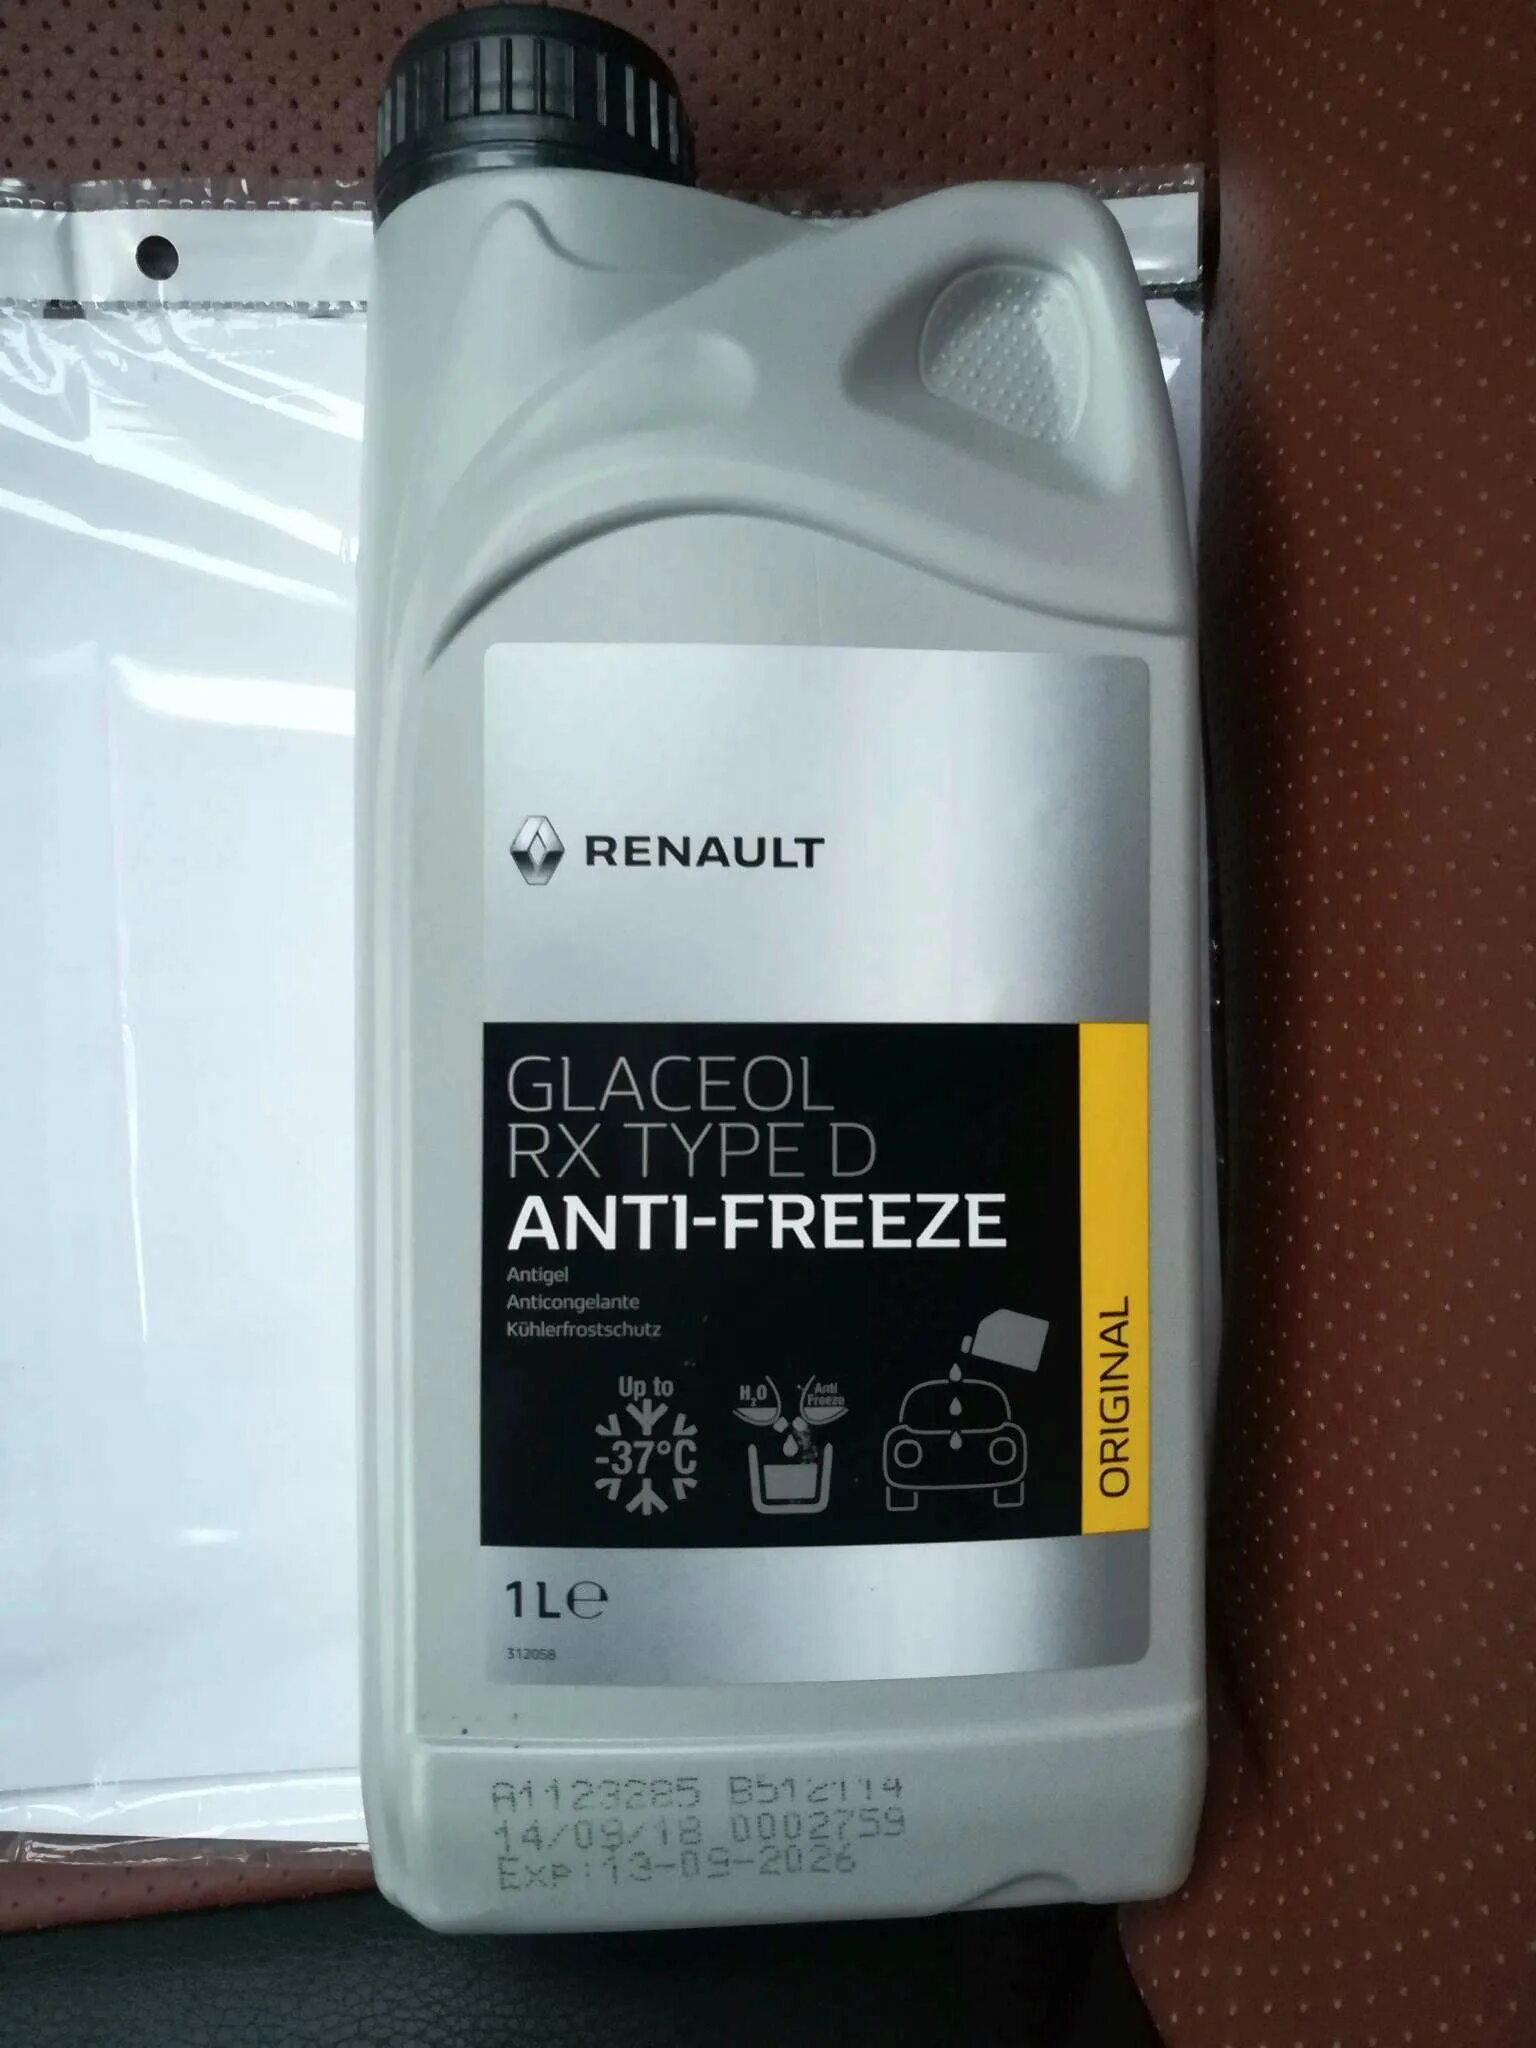 RENAULT
GLACEOL
RX TYPE D
ANTI-FREEZE
Antigel
Anticongelante
Kühlerfrostschutz
Up to
-37°C
H₂O
Anti
Freeze
ORIGINAL
1L℮
312058
A1123285 B512114
14/09/18 0002759
Exp:13-09-2026